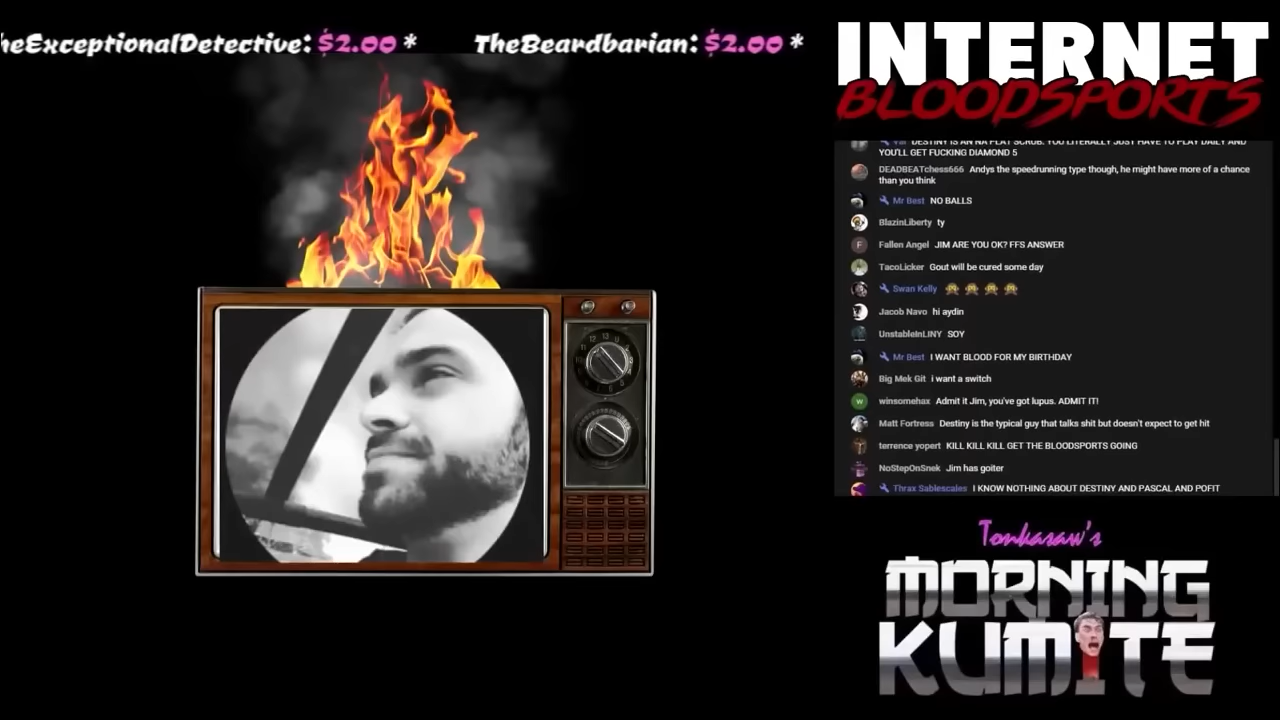 heExceptionalDetective: $2.00 * TheBeardbarian: $2.00 *
INTERNET
BLOODSPORTS
DESTINY IS AN NA FLAT SCRUB. YOU LITERALLY JUST HAVE TO PLAY DAILY AND
YOU'LL GET FUCKING DIAMOND 5
DEADBEATchess666 Andys the speedrunning type though, he might have more of a chance
than you think
Mr Best NO BALLS
BlazinLiberty ty
F Fallen Angel JIM ARE YOU OK? FFS ANSWER
TacoLicker Gout will be cured some day
Swan Kelly
Jacob Navo hi aydin
UnstableInLINY SOY
Mr Best I WANT BLOOD FOR MY BIRTHDAY
Big Mek Git i want a switch
W winsomehax Admit it Jim, you've got lupus. ADMIT IT!
Matt Fortress Destiny is the typical guy that talks shit but doesn't expect to get hit
terrence yopert KILL KILL KILL GET THE BLOODSPORTS GOING
NoStepOnSnek Jim has goiter
Thrax Sablescales I KNOW NOTHING ABOUT DESTINY AND PASCAL AND POFIT
Tonkasaw's
MORNING
KUMITE